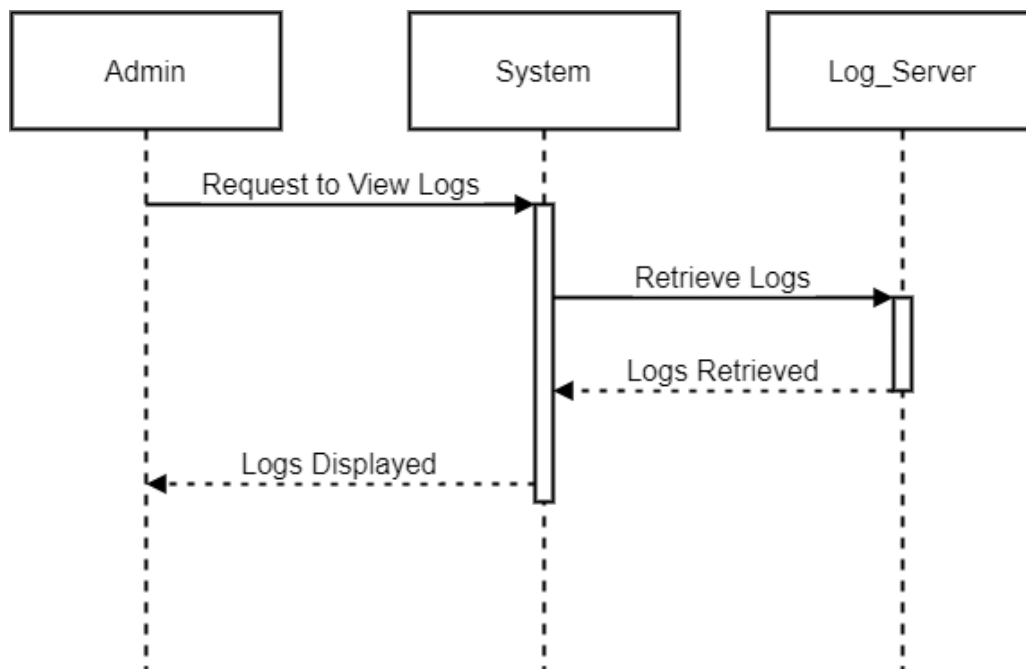 Admin
System
Log_Server
Request to View Logs
Retrieve Logs
Logs Retrieved
Logs Displayed